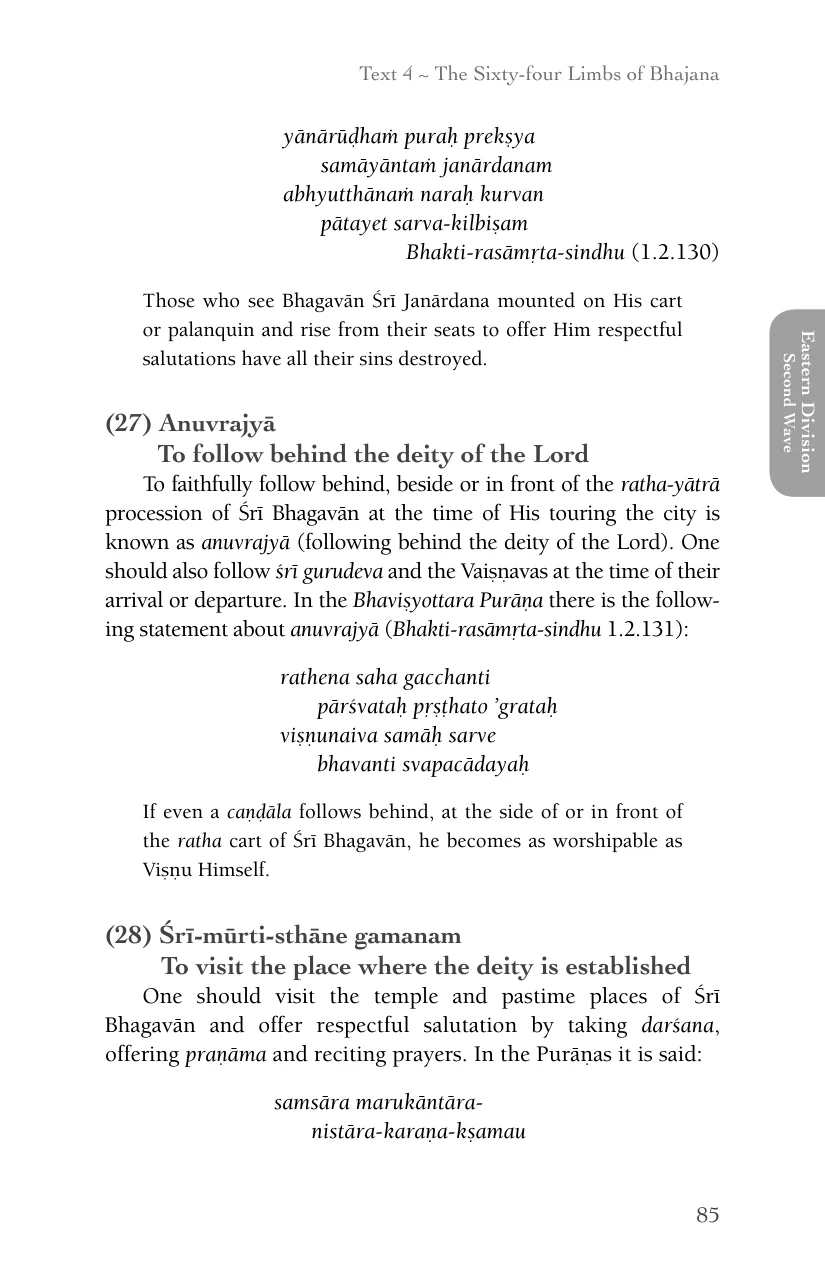 Text 4 ~ The Sixty-four Limbs of Bhajana
yānārūḍhaṁ puraḥ prekṣya
samāyāntaṁ janārdanam
abhyutthānaṁ naraḥ kurvan
pātayet sarva-kilbiṣam
Bhakti-rasāmṛta-sindhu (1.2.130)
Those who see Bhagavān Śrī Janārdana mounted on His cart
or palanquin and rise from their seats to offer Him respectful
salutations have all their sins destroyed.
Eastern Division
Second Wave
(27) Anuvrajyā
To follow behind the deity of the Lord
To faithfully follow behind, beside or in front of the ratha-yātrā
procession of Śrī Bhagavān at the time of His touring the city is
known as anuvrajyā (following behind the deity of the Lord). One
should also follow śrī gurudeva and the Vaiṣṇavas at the time of their
arrival or departure. In the Bhaviṣyottara Purāṇa there is the follow-
ing statement about anuvrajyā (Bhakti-rasāmṛta-sindhu 1.2.131):
rathena saha gacchanti
pārśvataḥ pṛṣṭhato ’grataḥ
viṣṇunaiva samāḥ sarve
bhavanti svapacādayaḥ
If even a caṇḍāla follows behind, at the side of or in front of
the ratha cart of Śrī Bhagavān, he becomes as worshipable as
Viṣṇu Himself.
(28) Śrī-mūrti-sthāne gamanam
To visit the place where the deity is established
One should visit the temple and pastime places of Śrī
Bhagavān and offer respectful salutation by taking darśana,
offering praṇāma and reciting prayers. In the Purāṇas it is said:
samsāra marukāntāra-
nistāra-karaṇa-kṣamau
85